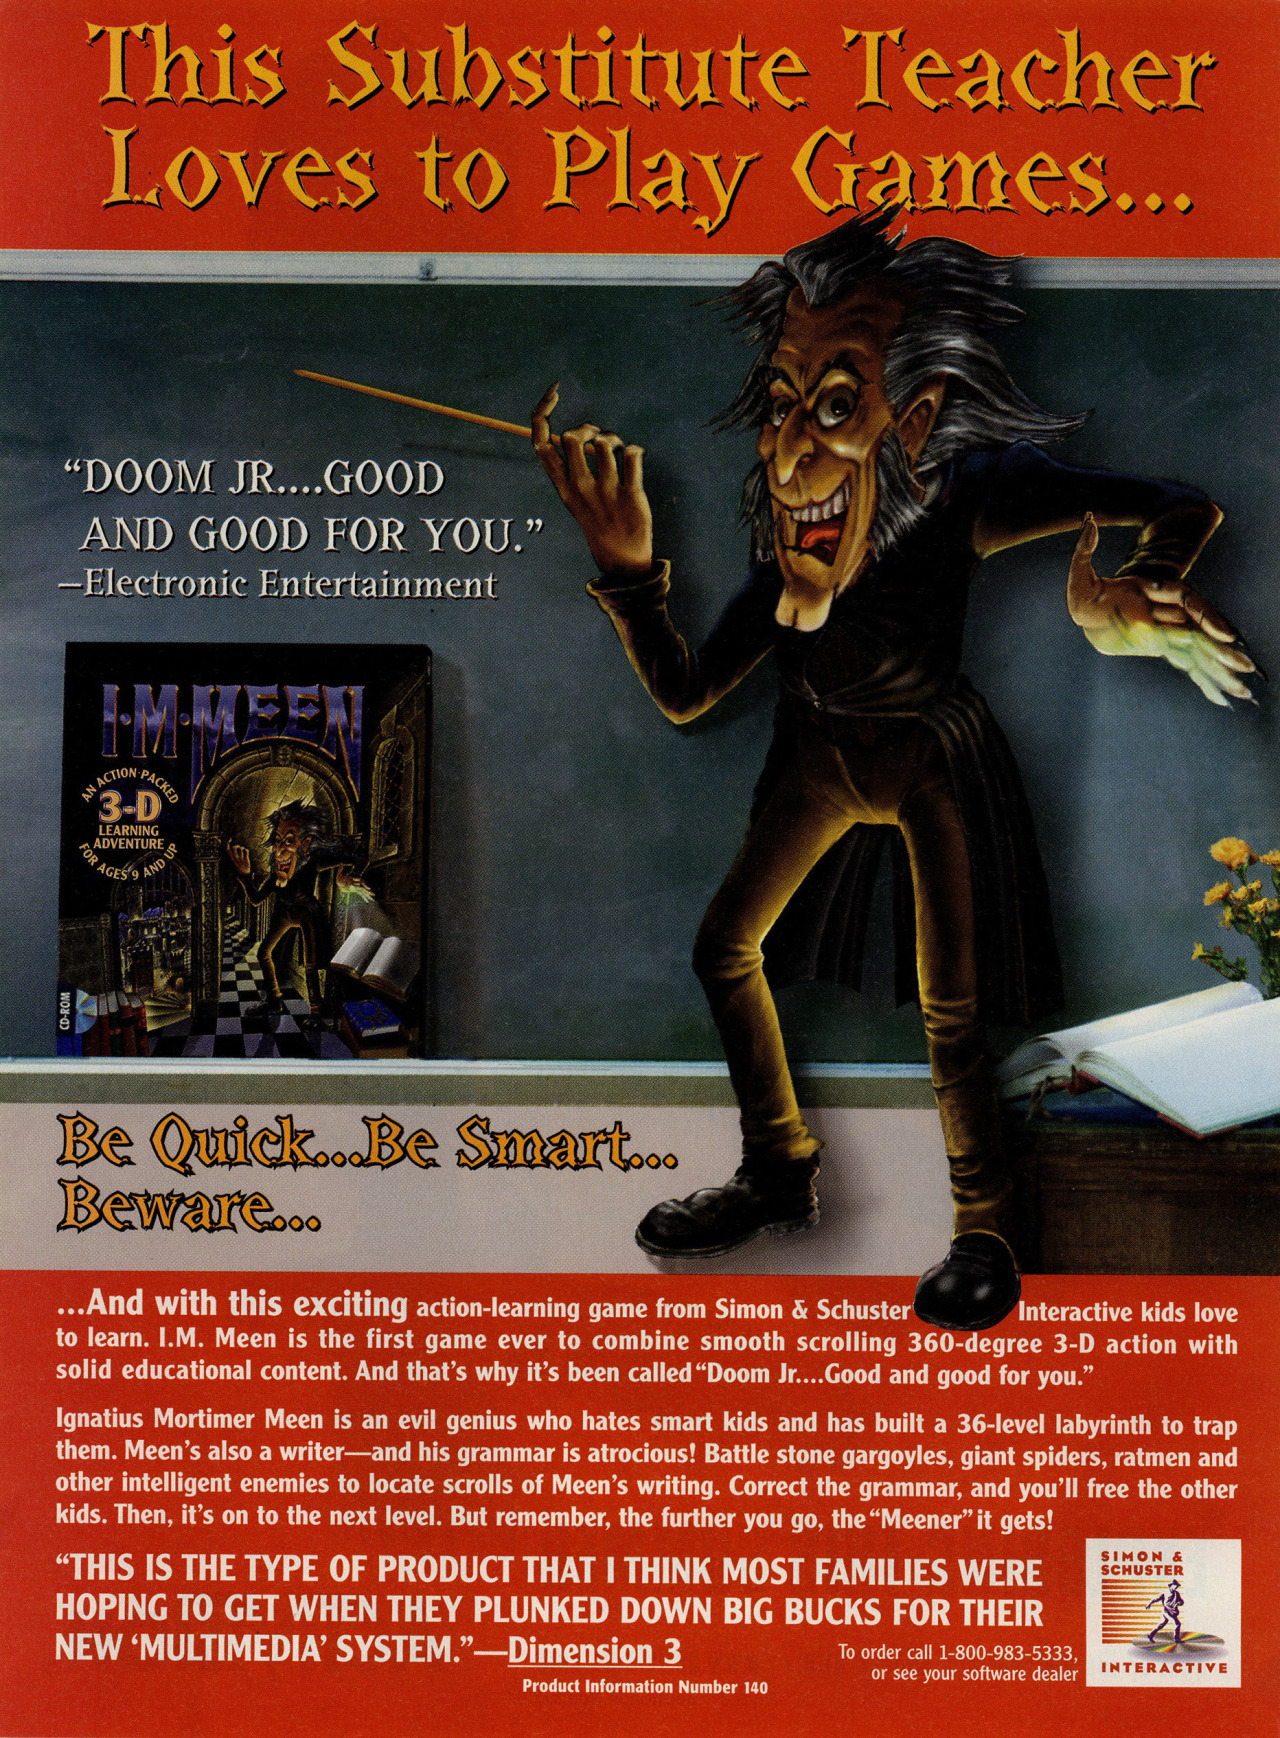 This Substitute Teacher
Loves to Play Games...
“DOOM JR....GOOD
AND GOOD FOR YOU.”
–Electronic Entertainment
I·M·MEEN
AN ACTION-PACKED
3-D
LEARNING
ADVENTURE
FOR AGES 9 AND UP
CD-ROM
Be Quick...Be Smart...
Beware...
...And with this exciting action-learning game from Simon & Schuster Interactive kids love
to learn. I.M. Meen is the first game ever to combine smooth scrolling 360-degree 3-D action with
solid educational content. And that’s why it’s been called “Doom Jr....Good and good for you.”
Ignatius Mortimer Meen is an evil genius who hates smart kids and has built a 36-level labyrinth to trap
them. Meen’s also a writer—and his grammar is atrocious! Battle stone gargoyles, giant spiders, ratmen and
other intelligent enemies to locate scrolls of Meen’s writing. Correct the grammar, and you’ll free the other
kids. Then, it’s on to the next level. But remember, the further you go, the “Meener” it gets!
“THIS IS THE TYPE OF PRODUCT THAT I THINK MOST FAMILIES WERE
HOPING TO GET WHEN THEY PLUNKED DOWN BIG BUCKS FOR THEIR
NEW ‘MULTIMEDIA’ SYSTEM.”—Dimension 3
To order call 1-800-983-5333,
or see your software dealer
Product Information Number 140
SIMON &
SCHUSTER
INTERACTIVE